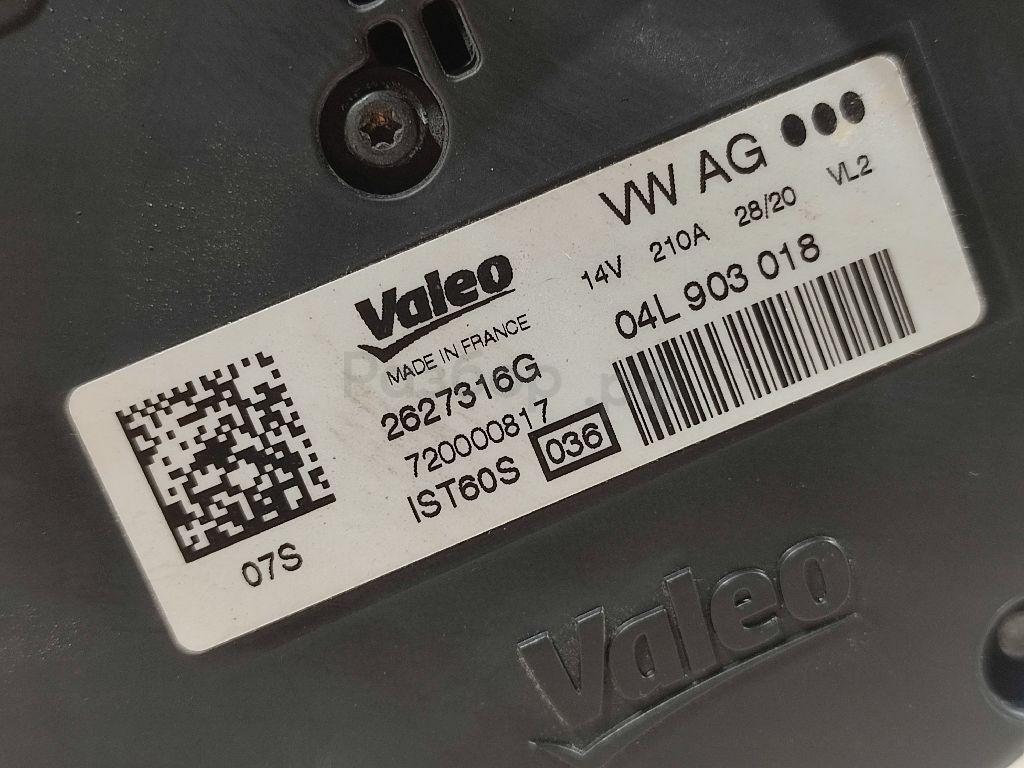 VW AG
14V 210A 28/20 VL2
04L 903 018
Valeo
MADE IN FRANCE
2627316G
720000817
IST60S 036
07S
Valeo